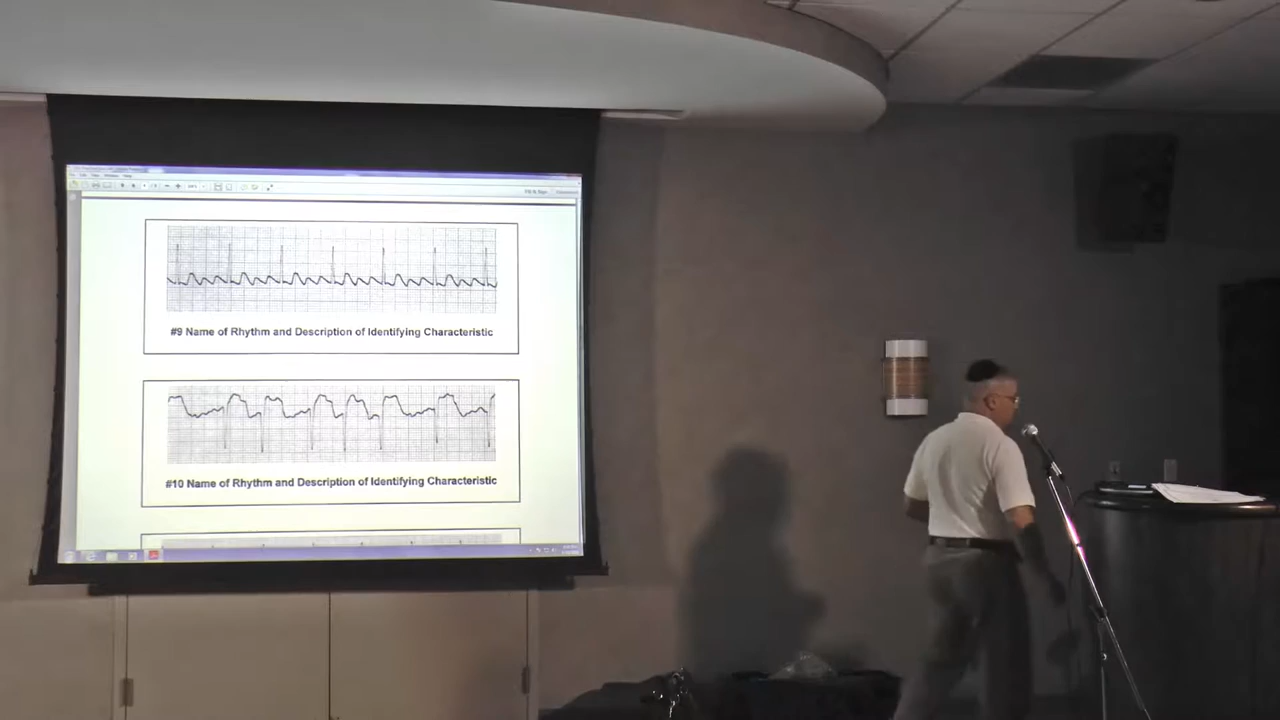 #9 Name of Rhythm and Description of Identifying Characteristic
#10 Name of Rhythm and Description of Identifying Characteristic